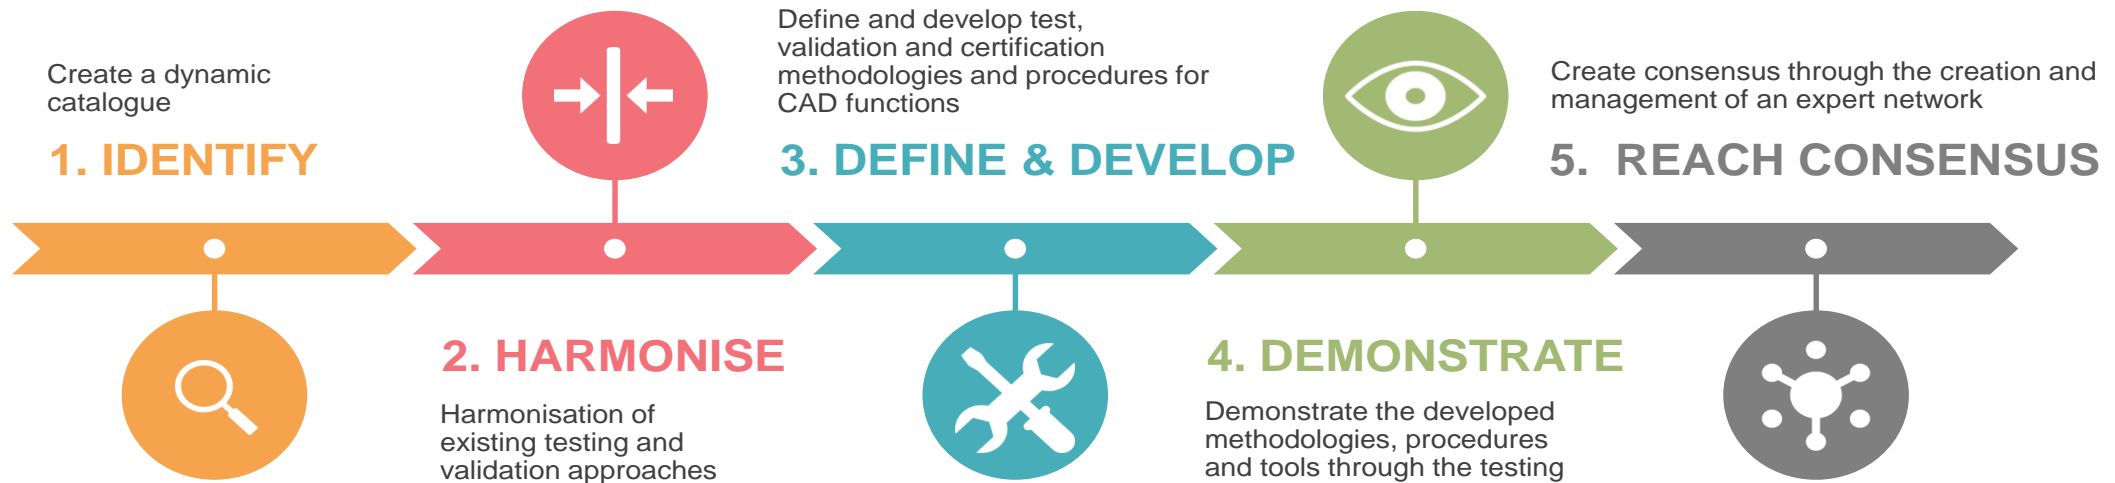 Create a dynamic
catalogue
1. IDENTIFY
2. HARMONISE
Harmonisation of
existing testing and
validation approaches
Define and develop test,
validation and certification
methodologies and procedures for
CAD functions
3. DEFINE & DEVELOP
4. DEMONSTRATE
Demonstrate the developed
methodologies, procedures
and tools through the testing
Create consensus through the creation and
management of an expert network
5. REACH CONSENSUS